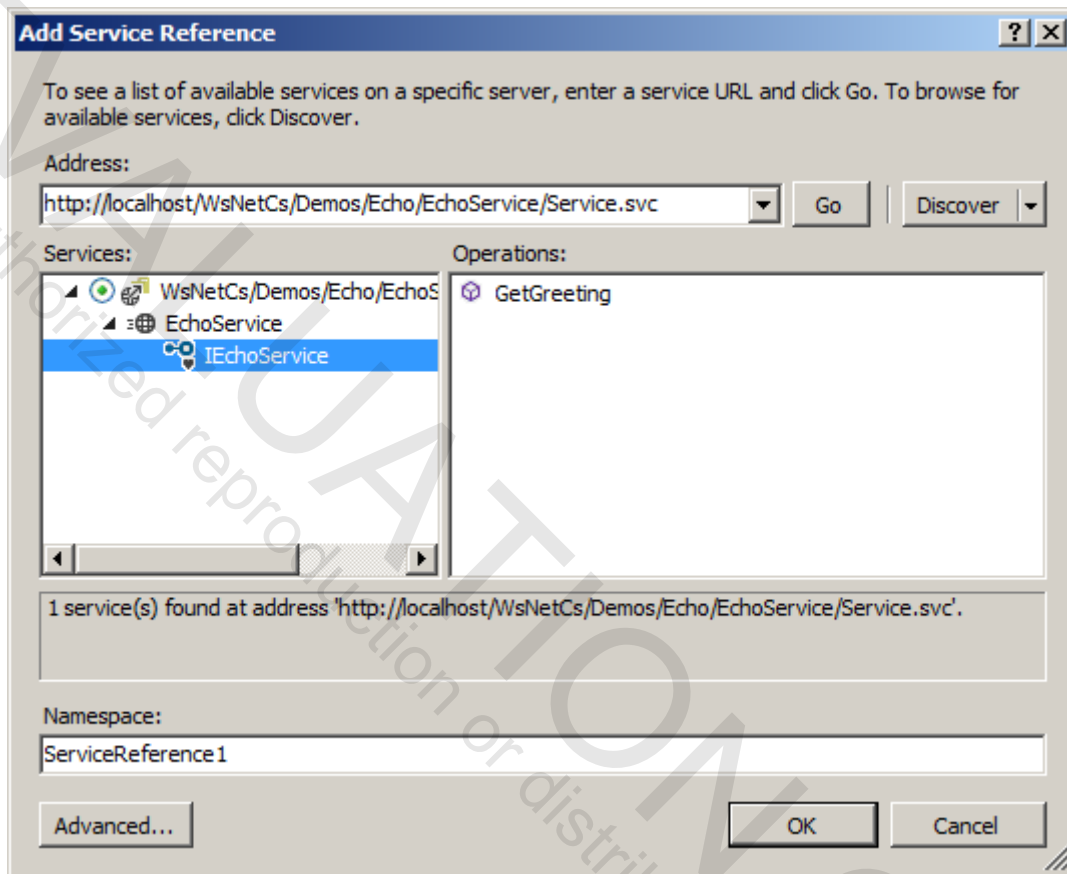 Add Service Reference
To see a list of available services on a specific server, enter a service URL and click Go. To browse for
available services, click Discover.
Address:
http://localhost/WsNetCs/Demos/Echo/EchoService/Service.svc
Go
Discover
Services:
Operations:
WsNetCs/Demos/Echo/EchoS
EchoService
IEchoService
GetGreeting
1 service(s) found at address 'http://localhost/WsNetCs/Demos/Echo/EchoService/Service.svc'.
Namespace:
ServiceReference1
Advanced...
OK
Cancel
VALUATION
thorized reproduction or distrib